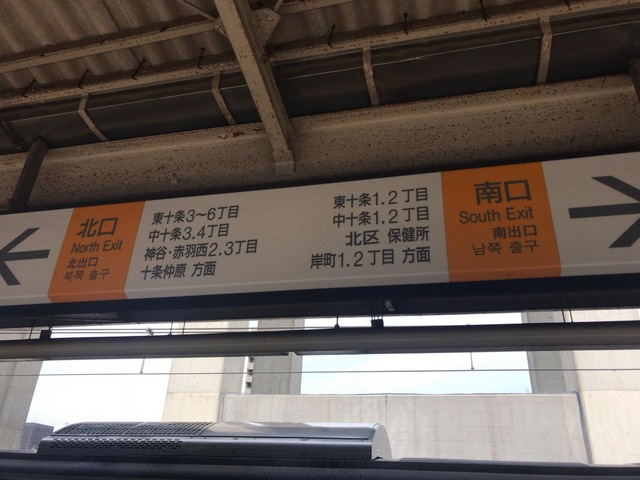 北口
North Exit
北出口
북쪽 출구
東十条3～6丁目
中十条3.4丁目
神谷·赤羽西2.3丁目
十条仲原 方面
東十条1.2丁目
中十条1.2丁目
北区 保健所
岸町1.2丁目 方面
南口
South Exit
南出口
남쪽 출구